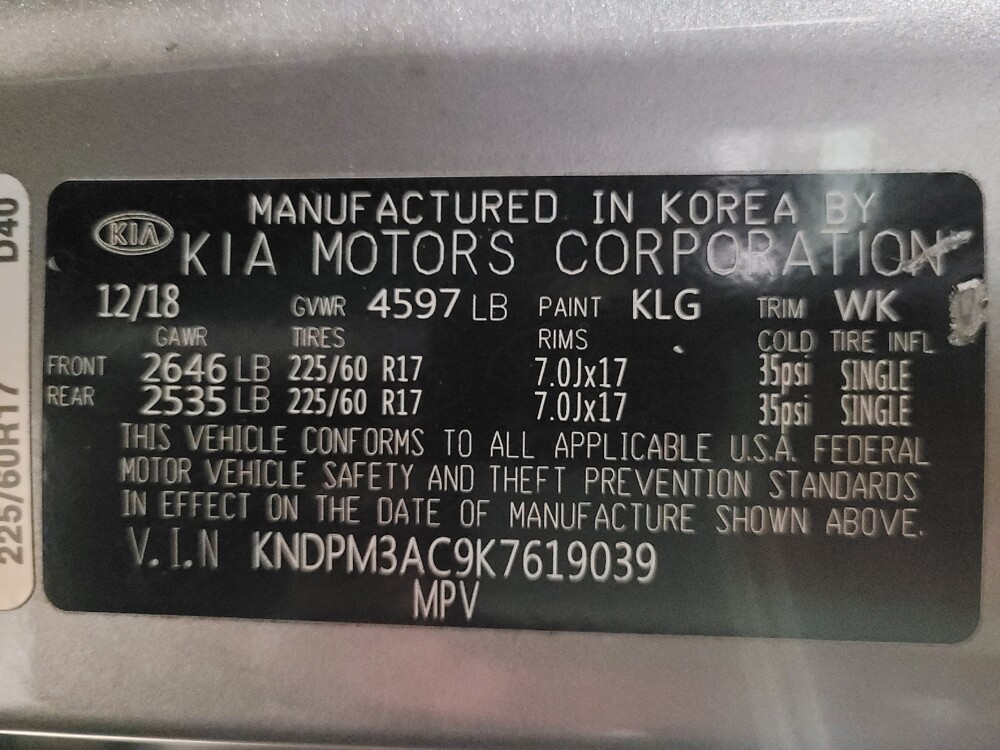 MANUFACTURED IN KOREA BY
KIA KIA MOTORS CORPORATION
12/18 GVWR 4597 LB PAINT KLG TRIM WK
GAWR TIRES RIMS COLD TIRE INFL
FRONT 2646 LB 225/60 R17 7.0Jx17 35psi SINGLE
REAR 2535 LB 225/60 R17 7.0Jx17 35psi SINGLE
THIS VEHICLE CONFORMS TO ALL APPLICABLE U.S.A. FEDERAL
MOTOR VEHICLE SAFETY AND THEFT PREVENTION STANDARDS
IN EFFECT ON THE DATE OF MANUFACTURE SHOWN ABOVE.
V.I.N KNDPM3AC9K7619039
MPV
225/60R17 D40